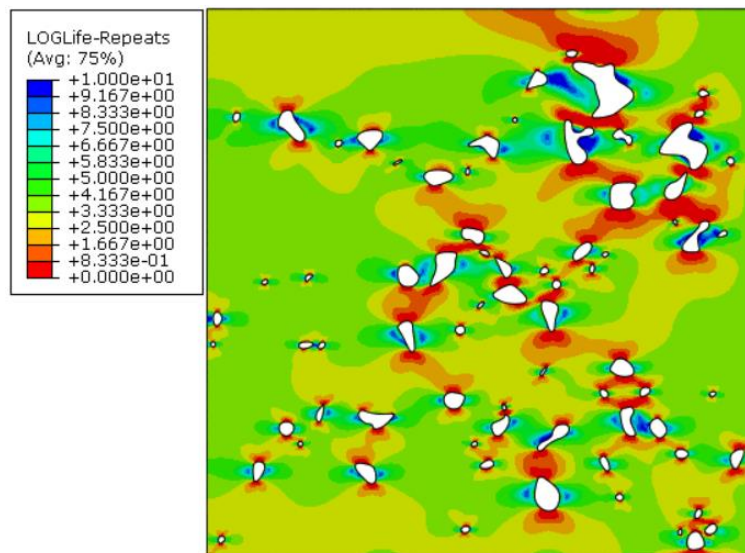 LOGLife-Repeats
(Avg: 75%)
+1.000e+01
+9.167e+00
+8.333e+00
+7.500e+00
+6.667e+00
+5.833e+00
+5.000e+00
+4.167e+00
+3.333e+00
+2.500e+00
+1.667e+00
+8.333e-01
+0.000e+00